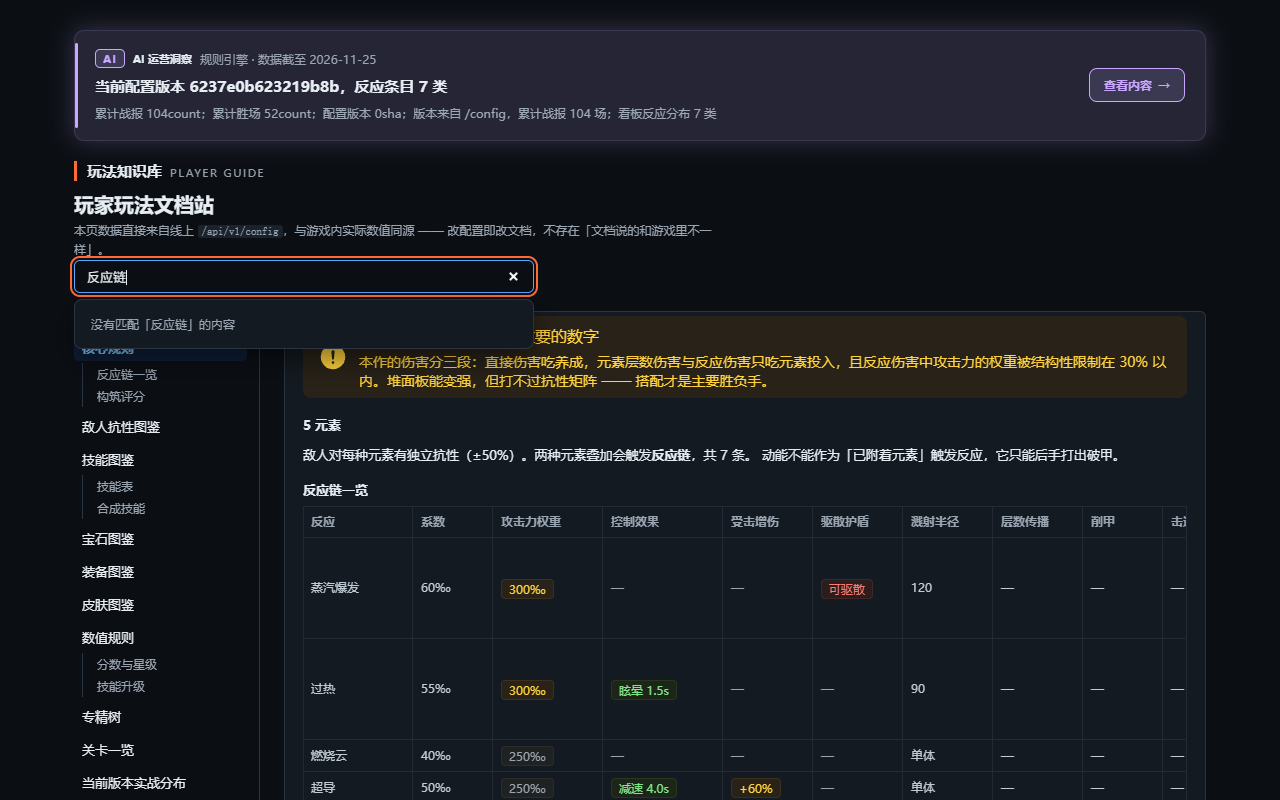 AI AI 运营洞察 规则引擎 · 数据截至 2026-11-25
当前配置版本 6237e0b623219b8b，反应条目 7 类
查看内容 →
累计战报 104count；累计胜场 52count；配置版本 0sha；版本来自 /config，累计战报 104 场；看板反应分布 7 类
玩法知识库 PLAYER GUIDE
玩家玩法文档站
本页数据直接来自线上 /api/v1/config，与游戏内实际数值同源 —— 改配置即改文档，不存在「文档说的和游戏里不一
样」。
反应链 ×
没有匹配「反应链」的内容
核心规则
反应链一览
构筑评分
敌人抗性图鉴
技能图鉴
技能表
合成技能
宝石图鉴
装备图鉴
皮肤图鉴
数值规则
分数与星级
技能升级
专精树
关卡一览
当前版本实战分布
要的数字
本作的伤害分三段：直接伤害吃养成，元素层数伤害与反应伤害只吃元素投入，且反应伤害中攻击力的权重被结构性限制在 30% 以
内。堆面板能变强，但打不过抗性矩阵 —— 搭配才是主要胜负手。
5 元素
敌人对每种元素有独立抗性（±50%）。两种元素叠加会触发反应链，共 7 条。 动能不能作为「已附着元素」触发反应，它只能后手打出破甲。
反应链一览
反应 系数 攻击力权重 控制效果 受击增伤 驱散护盾 溅射半径 层数传播 削甲 击
蒸汽爆发 60‰ 300‰ — — 可驱散 120 — — —
过热 55‰ 300‰ 眩晕 1.5s — — 90 — — —
燃烧云 40‰ 250‰ — — — 单体 — — —
超导 50‰ 250‰ 减速 4.0s +60% — 单体 — — —